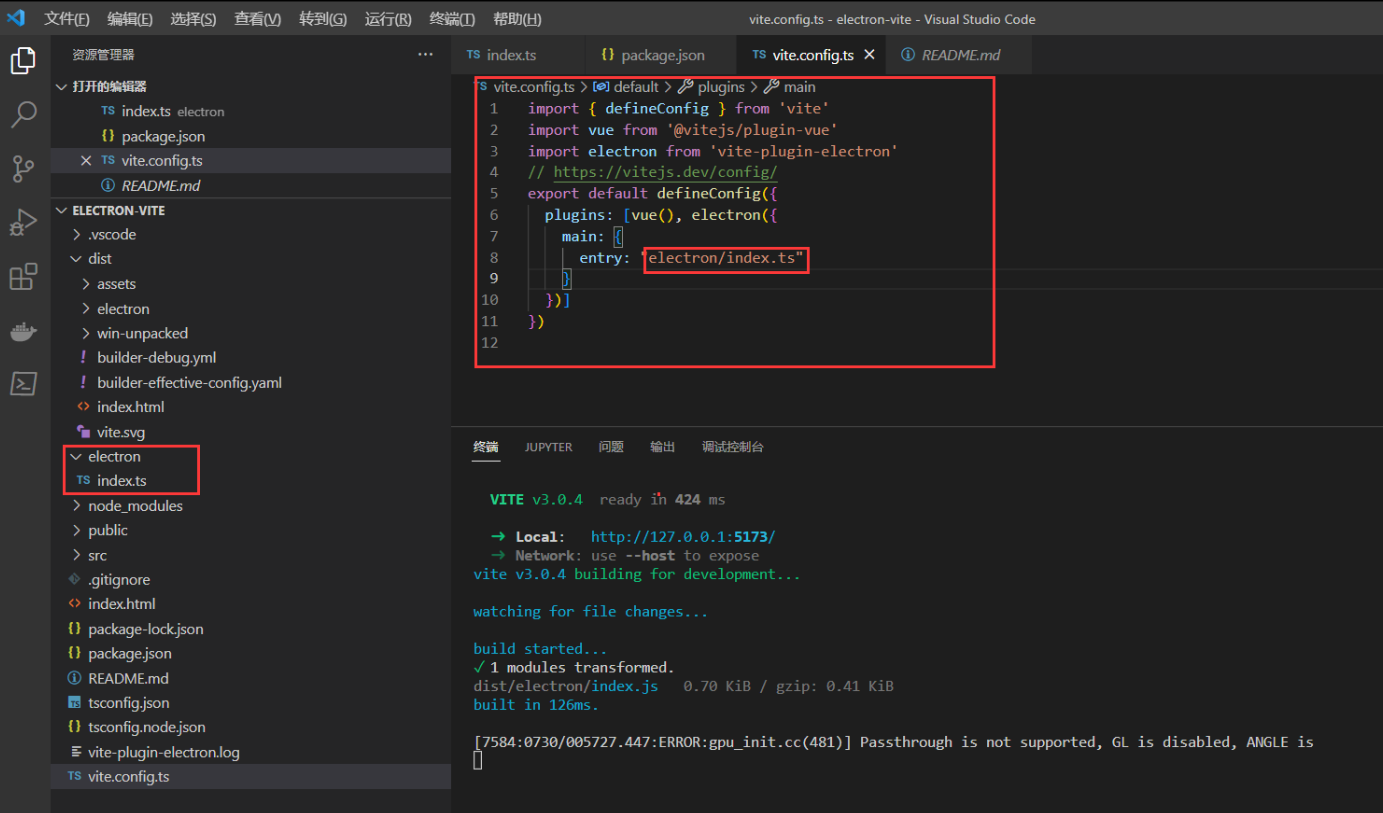 文件(F) 编辑(E) 选择(S) 查看(V) 转到(G) 运行(R) 终端(T) 帮助(H) vite.config.ts - electron-vite - Visual Studio Code
资源管理器 ···
打开的编辑器
TS index.ts electron
{} package.json
TS vite.config.ts
README.md
ELECTRON-VITE
.vscode
dist
assets
electron
win-unpacked
! builder-debug.yml
! builder-effective-config.yaml
<> index.html
vite.svg
electron
TS index.ts
node_modules
public
src
.gitignore
<> index.html
{} package-lock.json
{} package.json
README.md
TS tsconfig.json
{} tsconfig.node.json
vite-plugin-electron.log
TS vite.config.ts
TS index.ts {} package.json TS vite.config.ts README.md
TS vite.config.ts > default > plugins > main
1 import { defineConfig } from 'vite'
2 import vue from '@vitejs/plugin-vue'
3 import electron from 'vite-plugin-electron'
4 // https://vitejs.dev/config/
5 export default defineConfig({
6 plugins: [vue(), electron({
7 main: {
8 entry: "electron/index.ts"
9 }
10 })]
11 })
12
终端 JUPYTER 问题 输出 调试控制台
VITE v3.0.4 ready in 424 ms
➜ Local: http://127.0.0.1:5173/
➜ Network: use --host to expose
vite v3.0.4 building for development...
watching for file changes...
build started...
✓ 1 modules transformed.
dist/electron/index.js 0.70 KiB / gzip: 0.41 KiB
built in 126ms.
[7584:0730/005727.447:ERROR:gpu_init.cc(481)] Passthrough is not supported, GL is disabled, ANGLE is